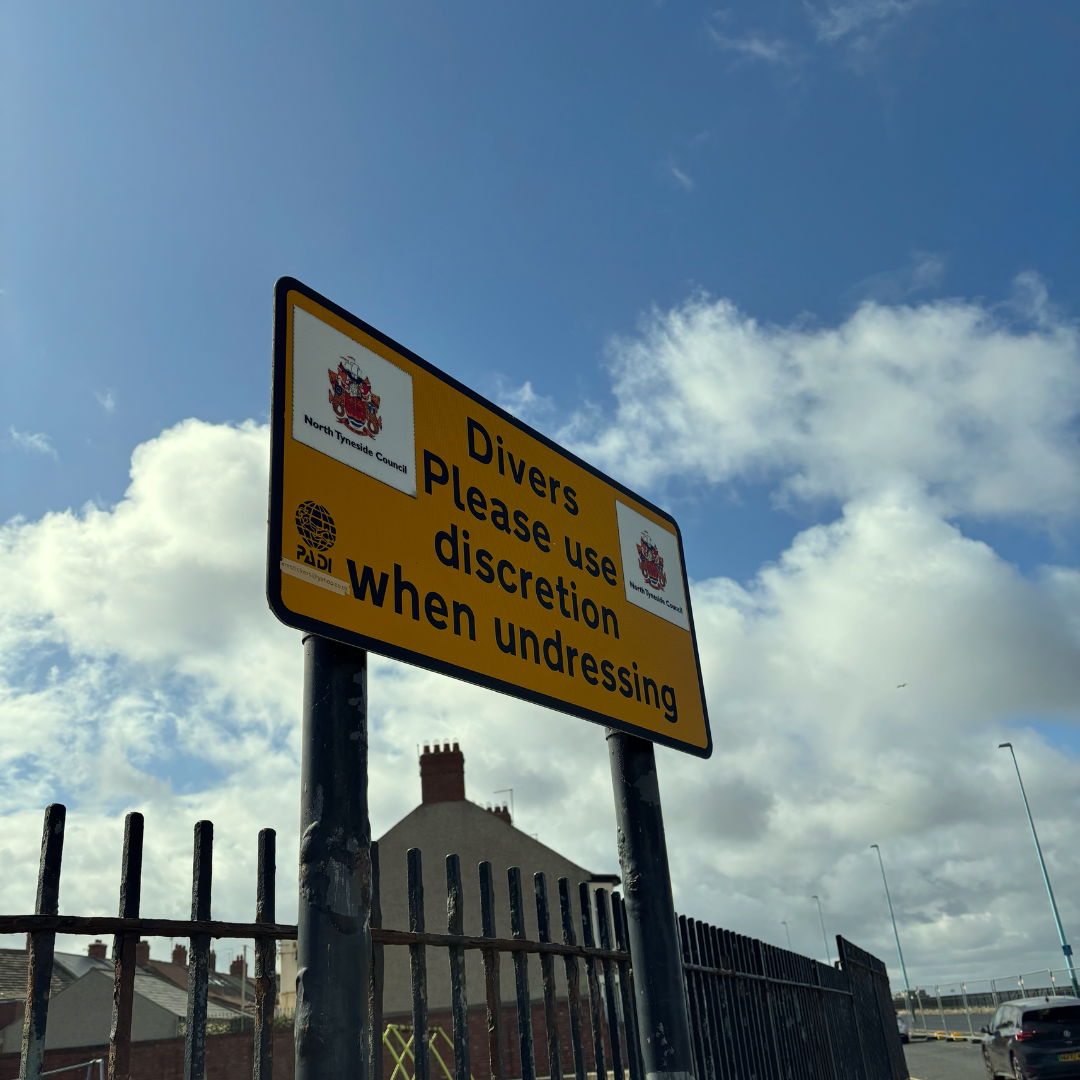 North Tyneside Council
Divers
Please use
discretion
when undressing
PADI
North Tyneside Council